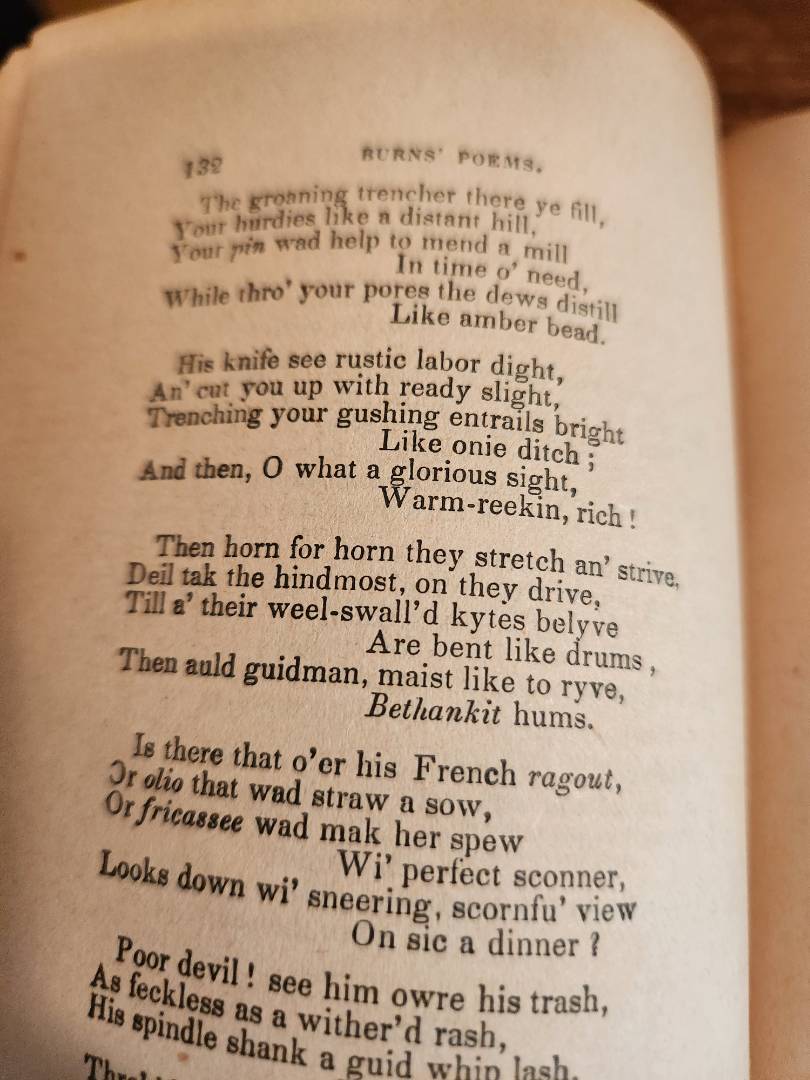 132
BURNS' POEMS.
The groaning trencher there ye fill,
Your hurdies like a distant hill,
Your pin wad help to mend a mill
In time o' need,
While thro' your pores the dews distill
Like amber bead.
His knife see rustic labor dight,
An' cut you up with ready slight,
Trenching your gushing entrails bright
Like onie ditch;
And then, O what a glorious sight,
Warm-reekin, rich!
Then horn for horn they stretch an' strive,
Deil tak the hindmost, on they drive,
Till a' their weel-swall'd kytes belyve
Are bent like drums,
Then auld guidman, maist like to ryve,
Bethankit hums.
Is there that o'er his French ragout,
Or olio that wad straw a sow,
Or fricassee wad mak her spew
Wi' perfect sconner,
Looks down wi' sneering, scornfu' view
On sic a dinner?
Poor devil! see him owre his trash,
As feckless as a wither'd rash,
His spindle shank a guid whip lash,